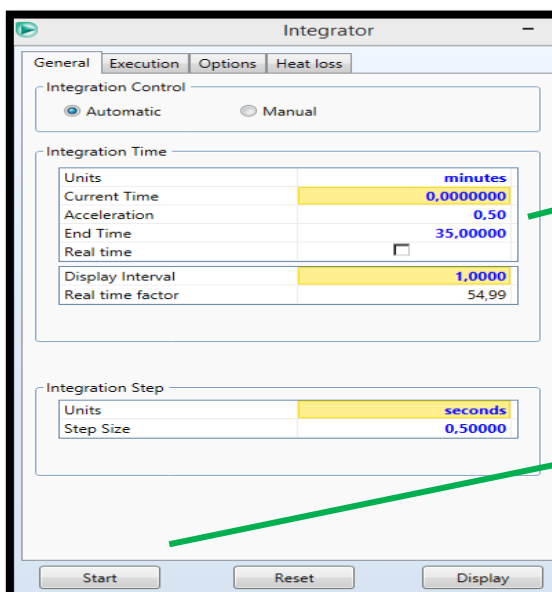 Integrator
General Execution Options Heat loss
Integration Control
Automatic Manual
Integration Time
Units minutes
Current Time 0,0000000
Acceleration 0,50
End Time 35,00000
Real time
Display Interval 1,0000
Real time factor 54,99
Integration Step
Units seconds
Step Size 0,50000
Start Reset Display